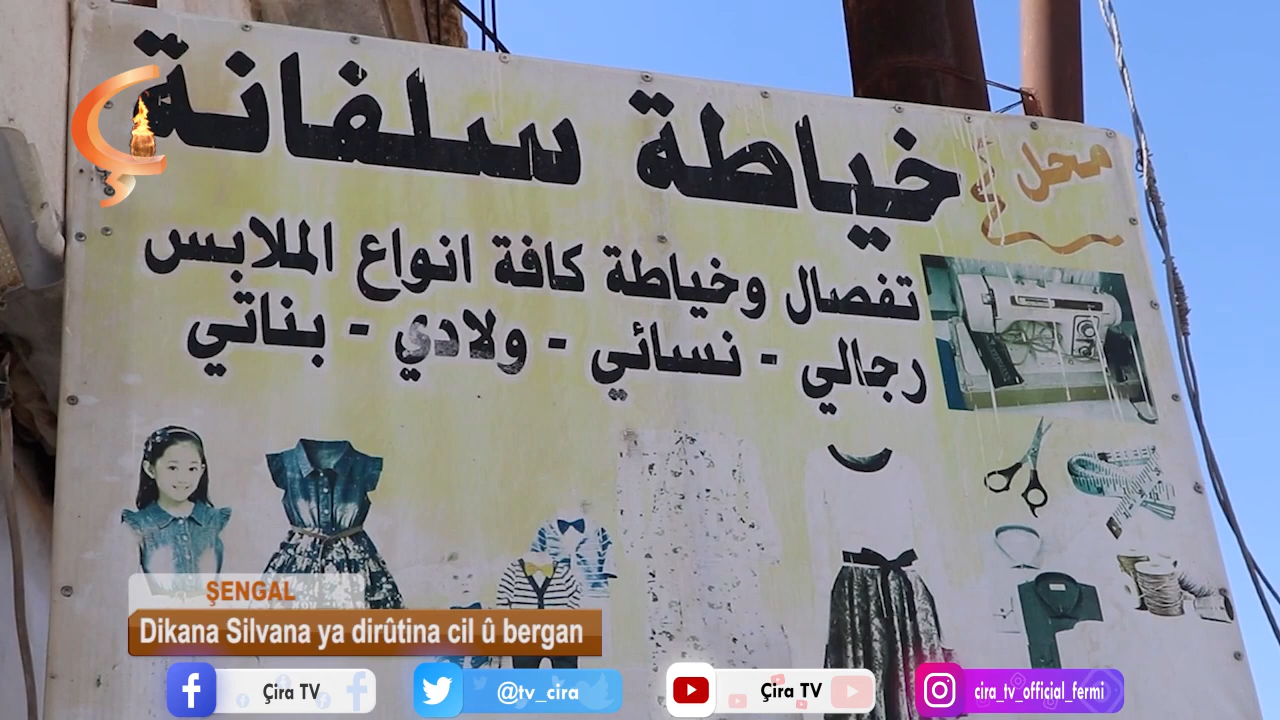 محل
خياطة سلفانة
تفصال وخياطة كافة انواع الملابس
رجالي - نسائي - ولادي - بناتي
ŞENGAL
Dikana Silvana ya dirûtina cil û bergan
Çira TV
@tv_cira
Çira TV
cira_tv_official_fermi